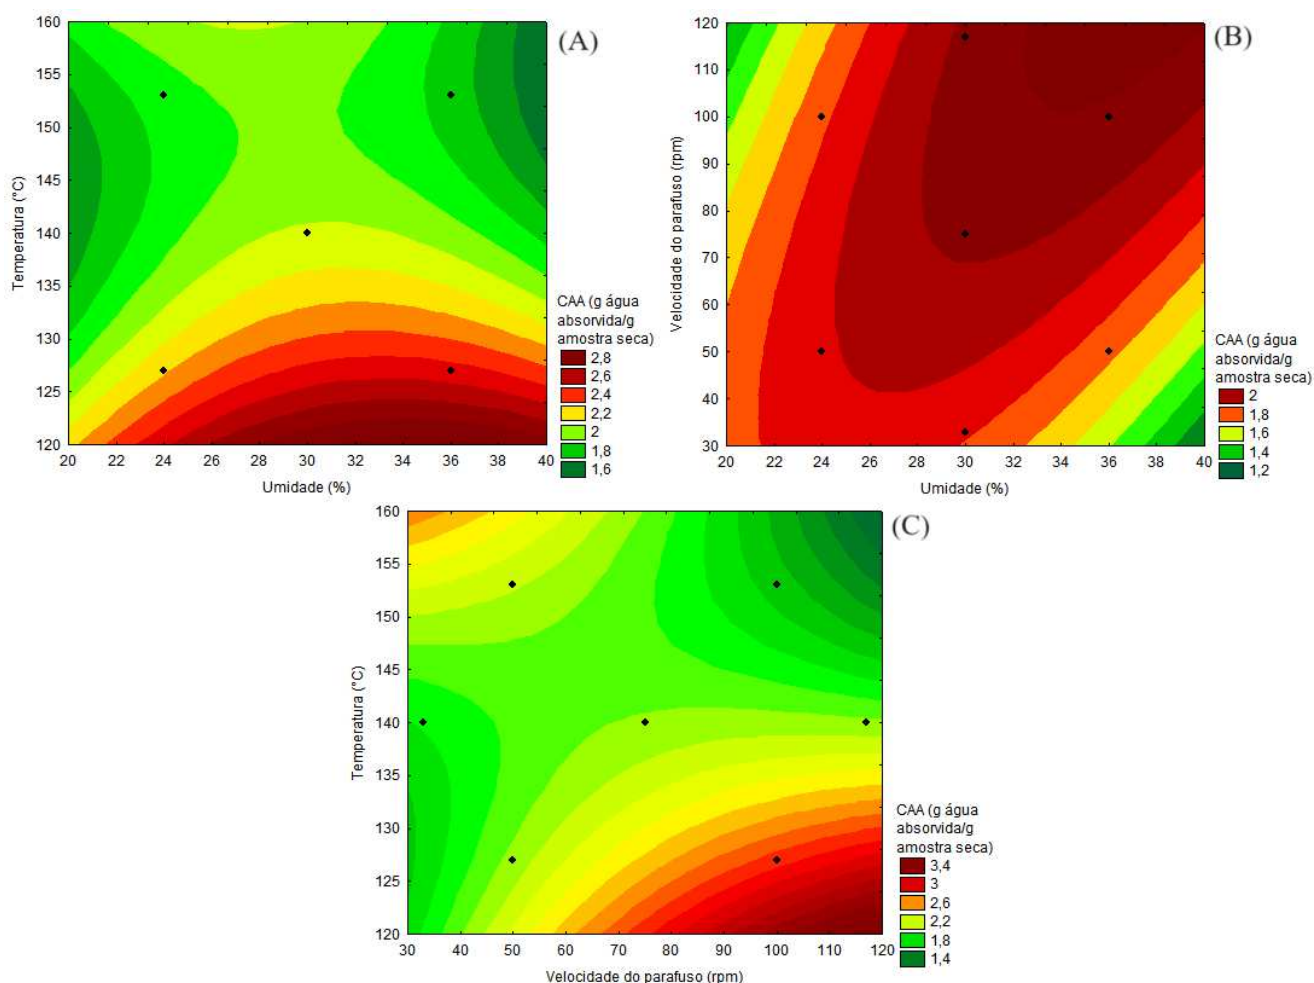 (A)
160
155
150
145
140
135
130
125
120
Temperatura (°C)
20 22 24 26 28 30 32 34 36 38 40
Umidade (%)
CAA (g água
absorvida/g
amostra seca)
2,8
2,6
2,4
2,2
2
1,8
1,6
(B)
120
110
100
90
80
70
60
50
40
30
Velocidade do parafuso (rpm)
20 22 24 26 28 30 32 34 36 38 40
Umidade (%)
CAA (g água
absorvida/g
amostra seca)
2
1,8
1,6
1,4
1,2
(C)
160
155
150
145
140
135
130
125
120
Temperatura (°C)
30 40 50 60 70 80 90 100 110 120
Velocidade do parafuso (rpm)
CAA (g água
absorvida/g
amostra seca)
3,4
3
2,6
2,2
1,8
1,4